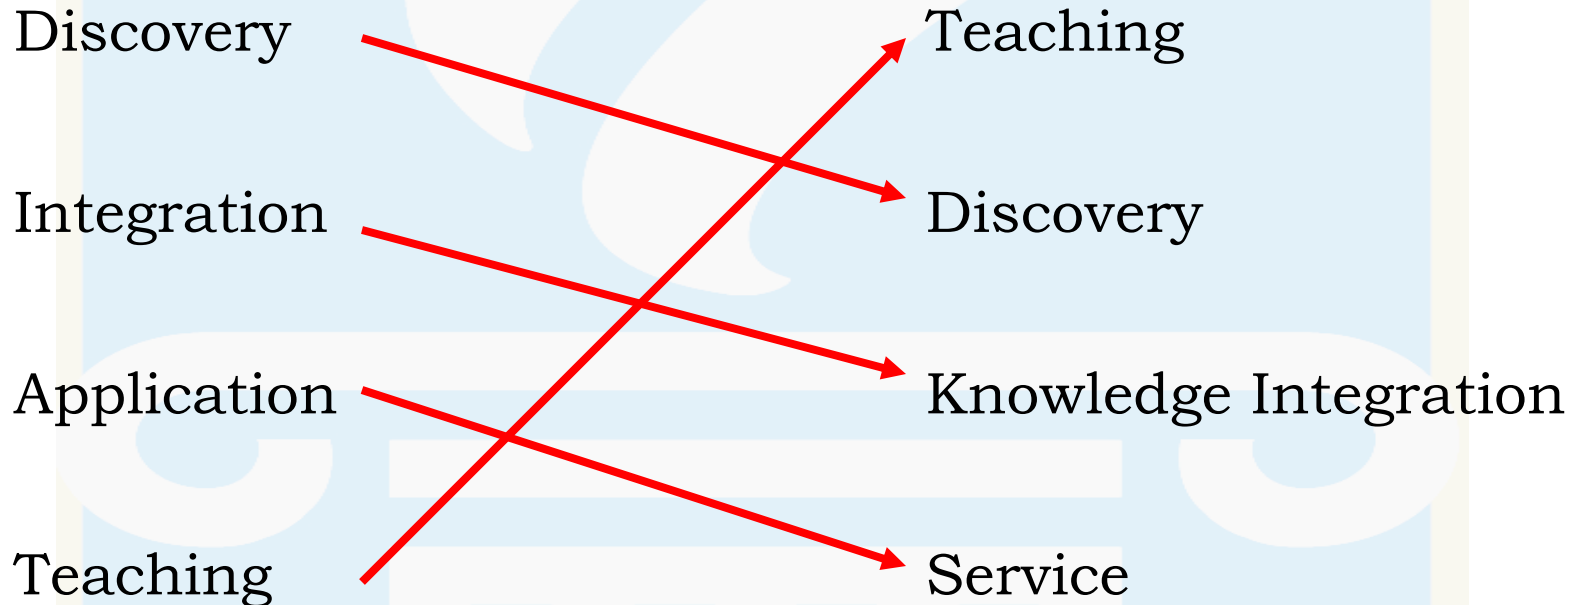 Discovery
Teaching
Integration
Discovery
Application
Knowledge Integration
Teaching
Service